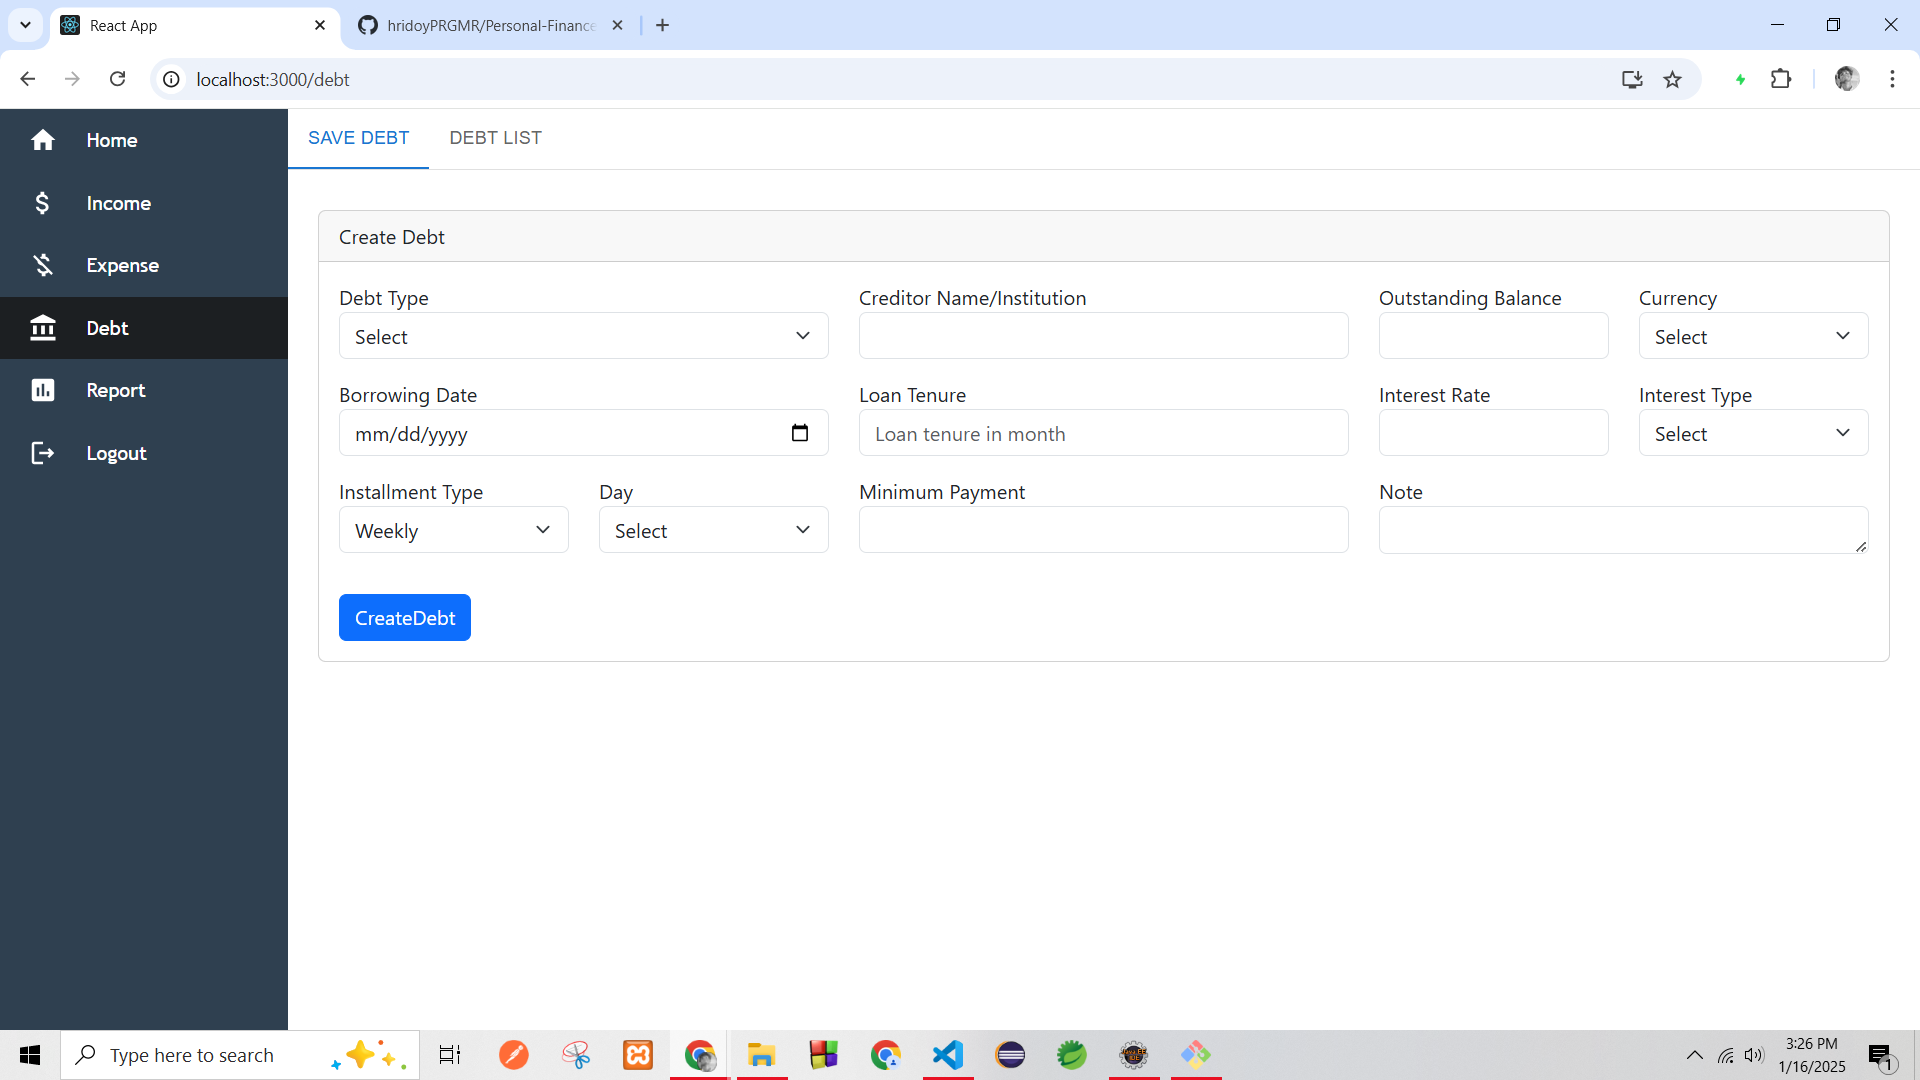 React App
hridoyPRGMR/Personal-Finance
localhost:3000/debt
Home
Income
Expense
Debt
Report
Logout
SAVE DEBT DEBT LIST
Create Debt
Debt Type Creditor Name/Institution Outstanding Balance Currency
Select Select
Borrowing Date Loan Tenure Interest Rate Interest Type
mm/dd/yyyy Loan tenure in month Select
Installment Type Day Minimum Payment Note
Weekly Select
CreateDebt
Type here to search
3:26 PM
1/16/2025
1